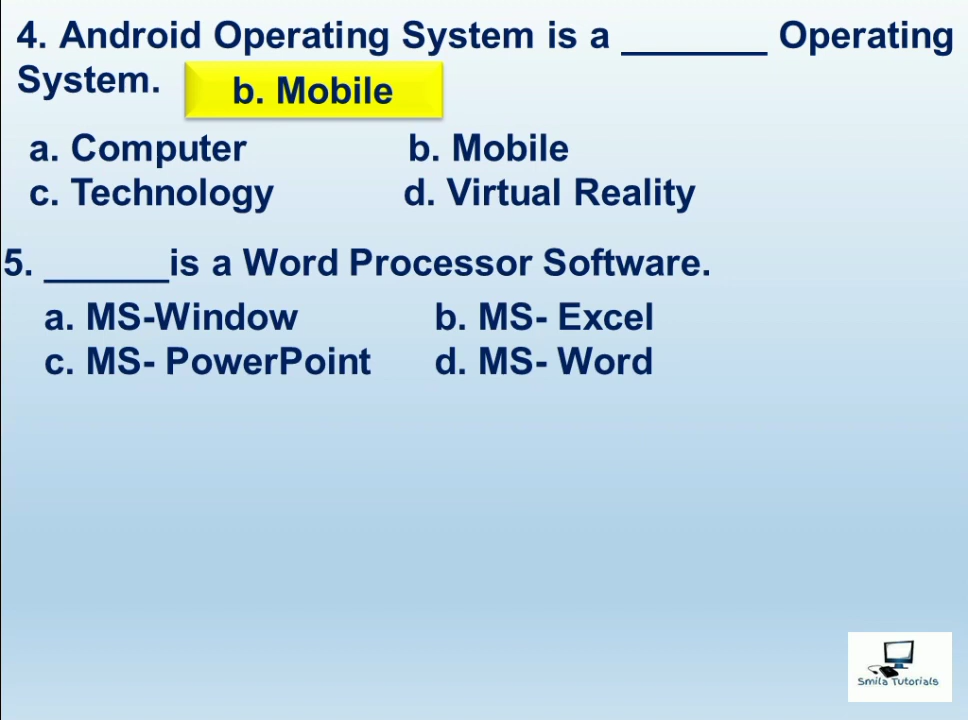 4. Android Operating System is a _______ Operating
System.
b. Mobile
a. Computer b. Mobile
c. Technology d. Virtual Reality
5. ______is a Word Processor Software.
a. MS-Window b. MS- Excel
c. MS- PowerPoint d. MS- Word
Smila Tutorials